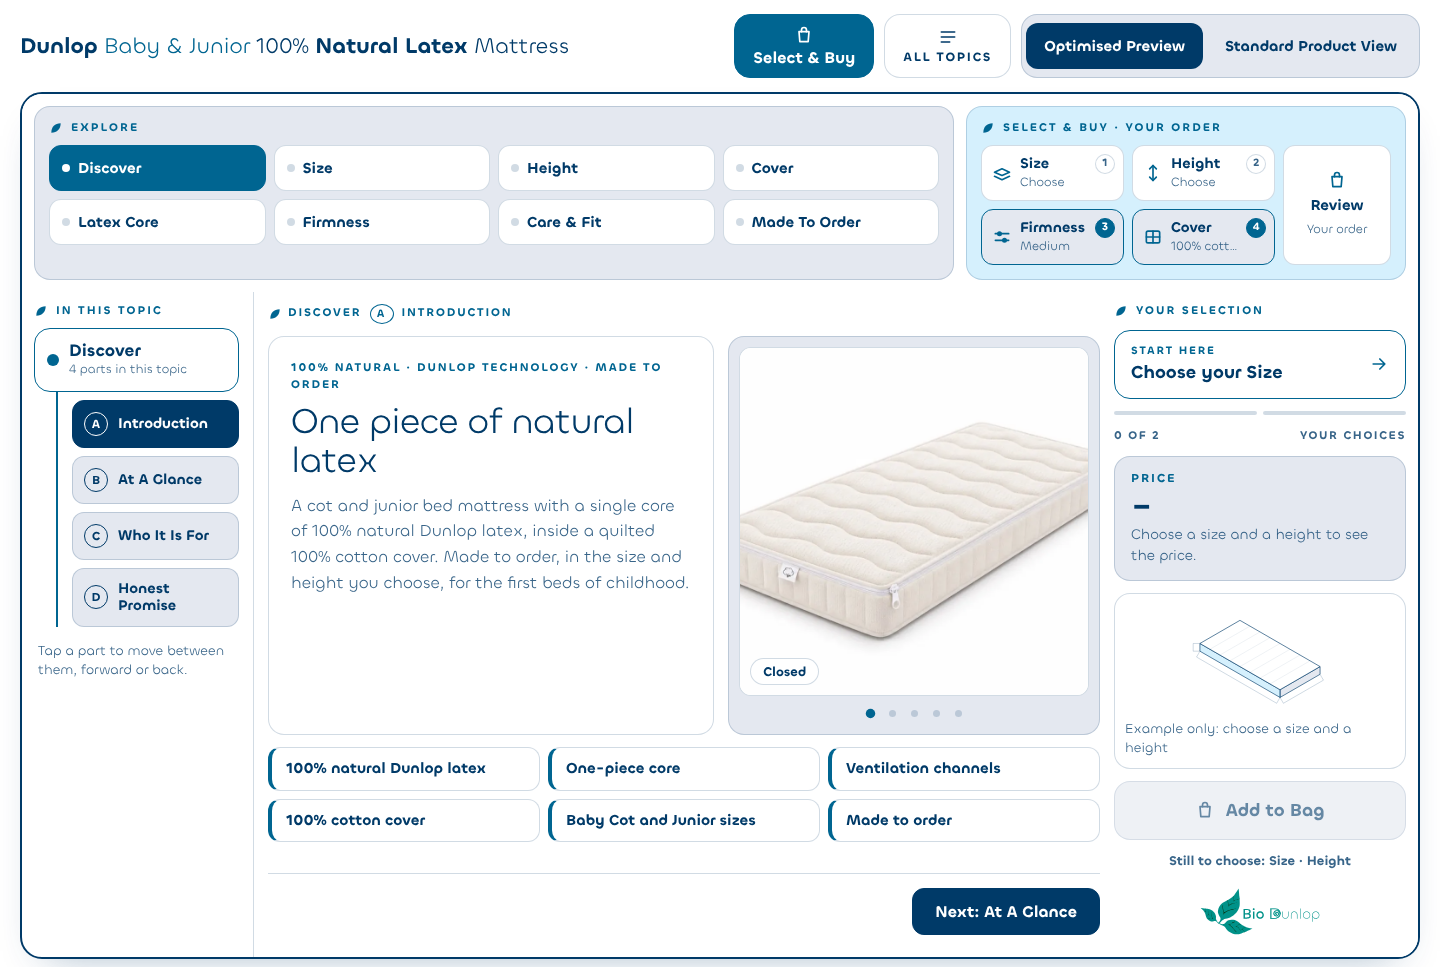 Dunlop Baby & Junior 100% Natural Latex Mattress
Select & Buy
ALL TOPICS
Optimised Preview
Standard Product View
EXPLORE
Discover
Size
Height
Cover
Latex Core
Firmness
Care & Fit
Made To Order
SELECT & BUY · YOUR ORDER
Size 1
Choose
Height 2
Choose
Firmness 3
Medium
Cover 4
100% cott…
Review
Your order
IN THIS TOPIC
Discover
4 parts in this topic
A Introduction
B At A Glance
C Who It Is For
D Honest
Promise
Tap a part to move between
them, forward or back.
DISCOVER A INTRODUCTION
100% NATURAL · DUNLOP TECHNOLOGY · MADE TO
ORDER
One piece of natural
latex
A cot and junior bed mattress with a single core
of 100% natural Dunlop latex, inside a quilted
100% cotton cover. Made to order, in the size and
height you choose, for the first beds of childhood.
Closed
100% natural Dunlop latex
One-piece core
Ventilation channels
100% cotton cover
Baby Cot and Junior sizes
Made to order
Next: At A Glance
YOUR SELECTION
START HERE
Choose your Size
0 OF 2
YOUR CHOICES
PRICE
–
Choose a size and a height to see
the price.
Example only: choose a size and a
height
Add to Bag
Still to choose: Size · Height
Bio Dunlop